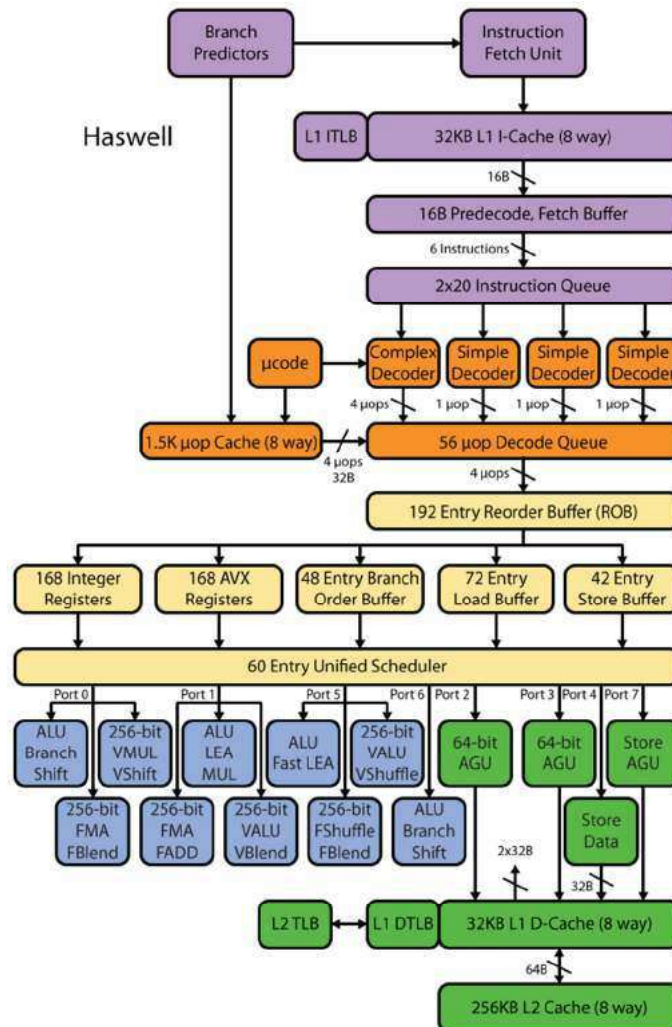 Branch
Predictors
Instruction
Fetch Unit
Haswell
L1 ITLB
32KB L1 I-Cache (8 way)
16B
16B Predecode, Fetch Buffer
6 Instructions
2x20 Instruction Queue
µcode
Complex
Decoder
Simple
Decoder
Simple
Decoder
Simple
Decoder
4 µops
1 µop
1 µop
1 µop
1.5K µop Cache (8 way)
4 µops
32B
56 µop Decode Queue
4 µops
192 Entry Reorder Buffer (ROB)
168 Integer
Registers
168 AVX
Registers
48 Entry Branch
Order Buffer
72 Entry
Load Buffer
42 Entry
Store Buffer
60 Entry Unified Scheduler
Port 0
Port 1
Port 5
Port 6
Port 2
Port 3
Port 4
Port 7
ALU
Branch
Shift
256-bit
VMUL
VShift
ALU
LEA
MUL
ALU
Fast LEA
256-bit
VALU
VShuffle
64-bit
AGU
64-bit
AGU
Store
AGU
256-bit
FMA
FBlend
256-bit
FMA
FADD
256-bit
VALU
VBlend
256-bit
FShuffle
FBlend
ALU
Branch
Shift
Store
Data
2x32B
32B
L2 TLB
L1 DTLB
32KB L1 D-Cache (8 way)
64B
256KB L2 Cache (8 way)